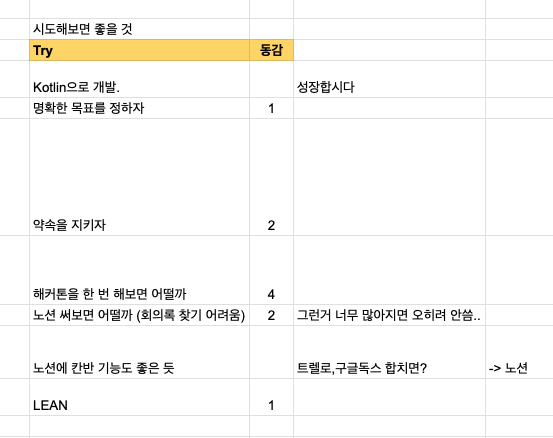 시도해보면 좋을 것
Try 동감
Kotlin으로 개발. 성장합시다
명확한 목표를 정하자 1
약속을 지키자 2
해커톤을 한 번 해보면 어떨까 4
노션 써보면 어떨까 (회의록 찾기 어려움) 2 그런거 너무 많아지면 오히려 안씀..
노션에 칸반 기능도 좋은 듯 트렐로,구글독스 합치면? -> 노션
LEAN 1